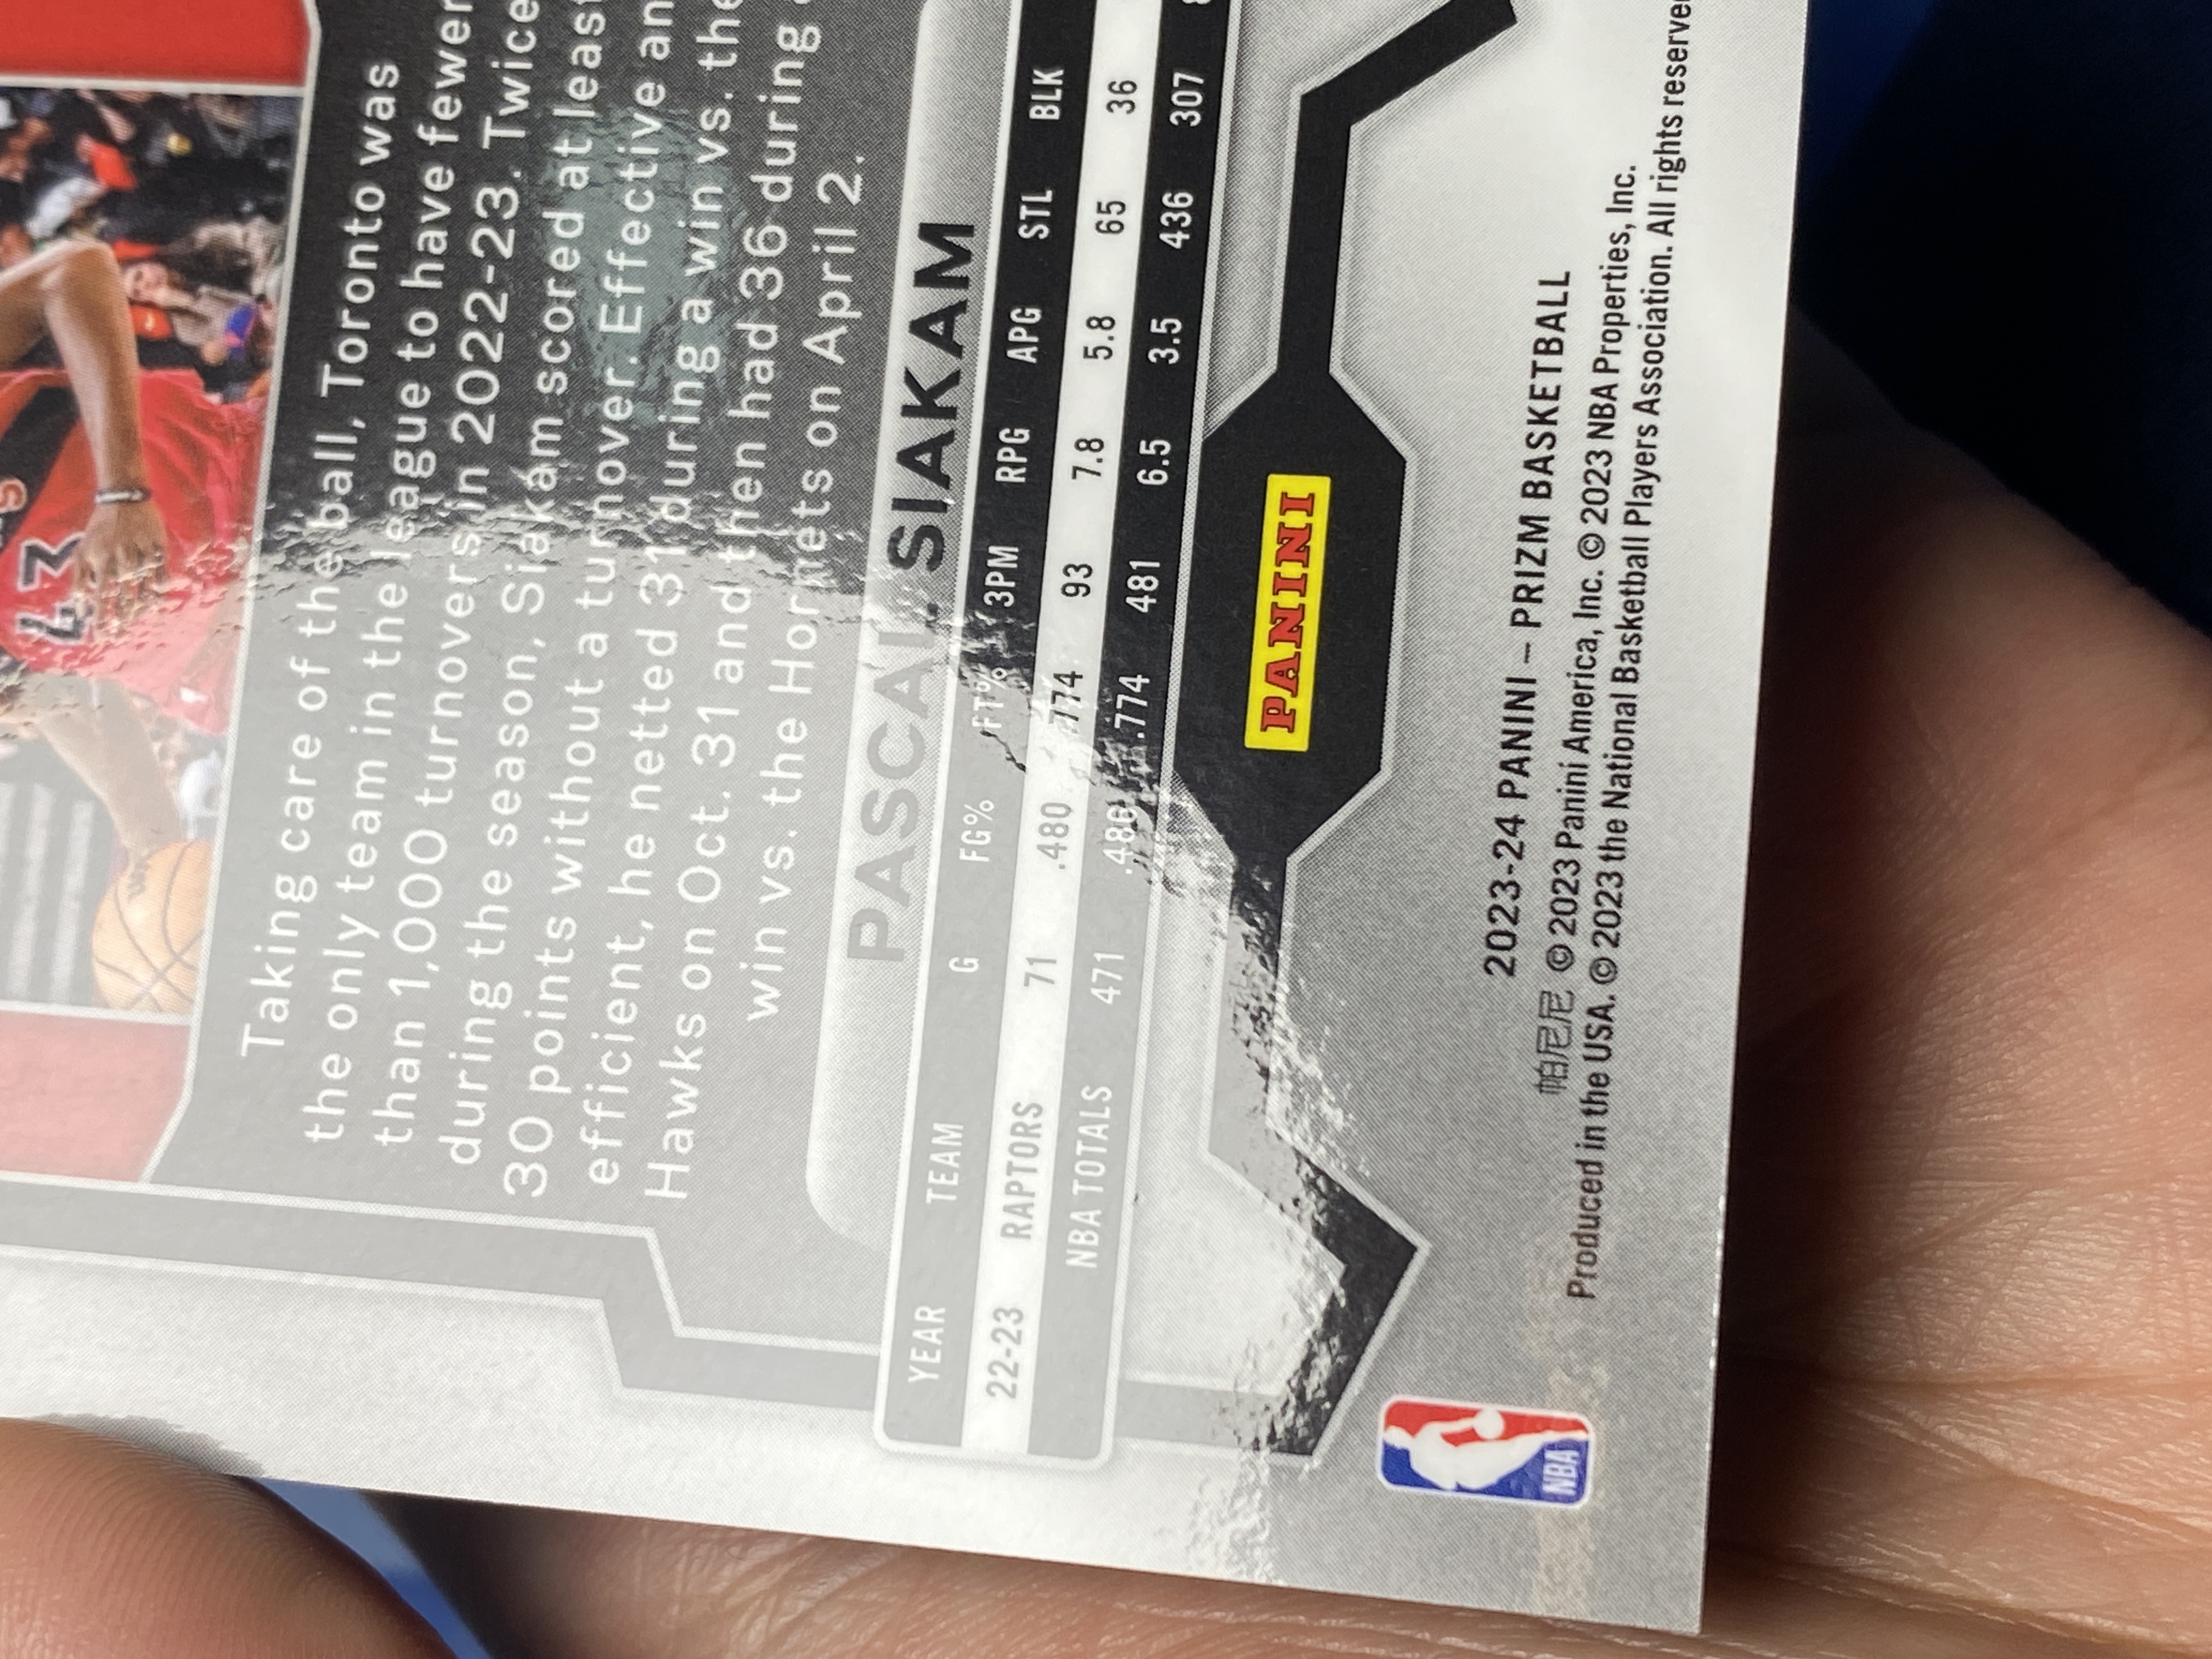 43
Taking care of the ball, Toronto was
the only team in the league to have fewer
than 1,000 turnovers in 2022-23. Twice
during the season, Siakam scored at least
30 points without a turnover. Effective and
efficient, he netted 31 during a win vs. the
Hawks on Oct. 31 and then had 36 during
win vs. the Hornets on April 2.
PASCAL SIAKAM
YEAR TEAM G FG% FT% 3PM RPG APG STL BLK
22-23 RAPTORS 71 .480 .774 93 7.8 5.8 65 36
NBA TOTALS 471 .774 481 6.5 3.5 436 307
PANINI
2023-24 PANINI – PRIZM BASKETBALL
帕尼尼 © 2023 Panini America, Inc. © 2023 NBA Properties, Inc.
Produced in the USA. © 2023 the National Basketball Players Association. All rights reserve
NBA